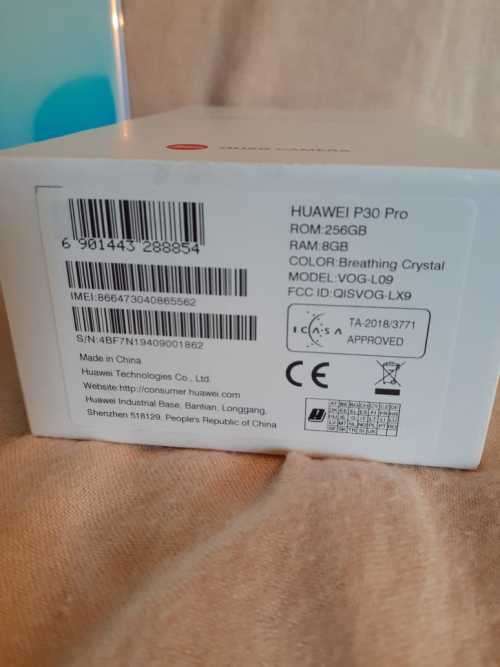 QUAD CAMERA
6 901443 288854
IMEI:866473040865562
S/N:4BF7N19409001862
Made in China
Huawei Technologies Co., Ltd.
Website:http://consumer.huawei.com
Huawei Industrial Base, Bantian, Longgang,
Shenzhen 518129, People's Republic of China
HUAWEI P30 Pro
ROM:256GB
RAM:8GB
COLOR:Breathing Crystal
MODEL:VOG-L09
FCC ID:QISVOG-LX9
ICASA
TA-2018/3771
APPROVED
CE